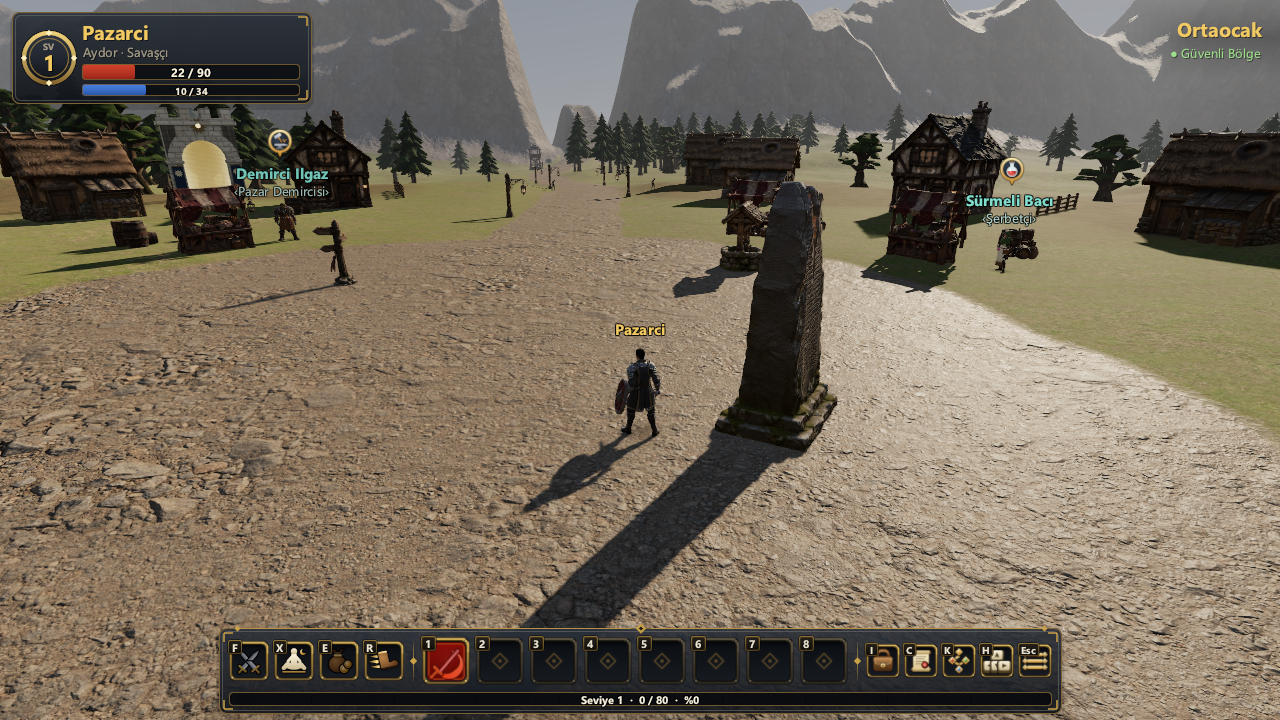 Pazarci
SV
1
Aydor · Savaşçı
22 / 90
10 / 34
Ortaocak
Güvenli Bölge
Demirci Ilgaz
‹Pazar Demircisi›
Sürmeli Bacı
‹Şerbetçi›
Pazarci
F X E R 1 2 3 4 5 6 7 8 I C K H Esc
Seviye 1 · 0 / 80 · %0